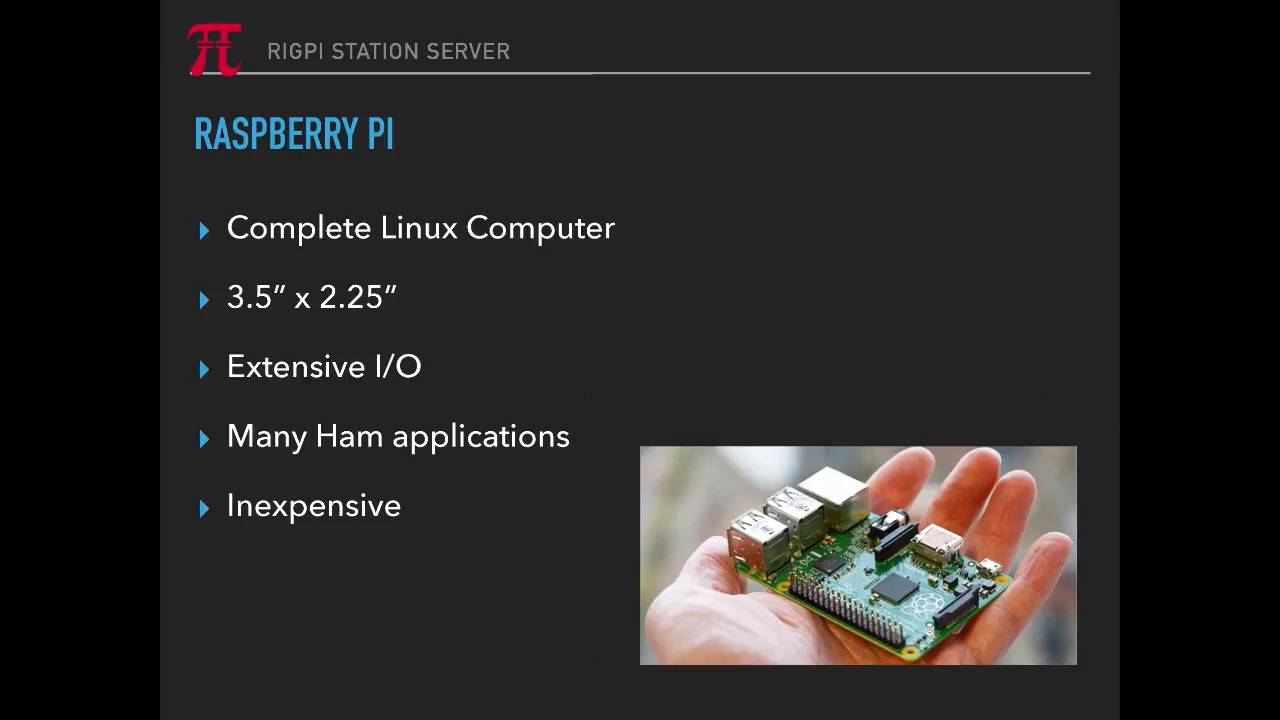 RIGPI STATION SERVER
RASPBERRY PI
Complete Linux Computer
3.5” x 2.25”
Extensive I/O
Many Ham applications
Inexpensive